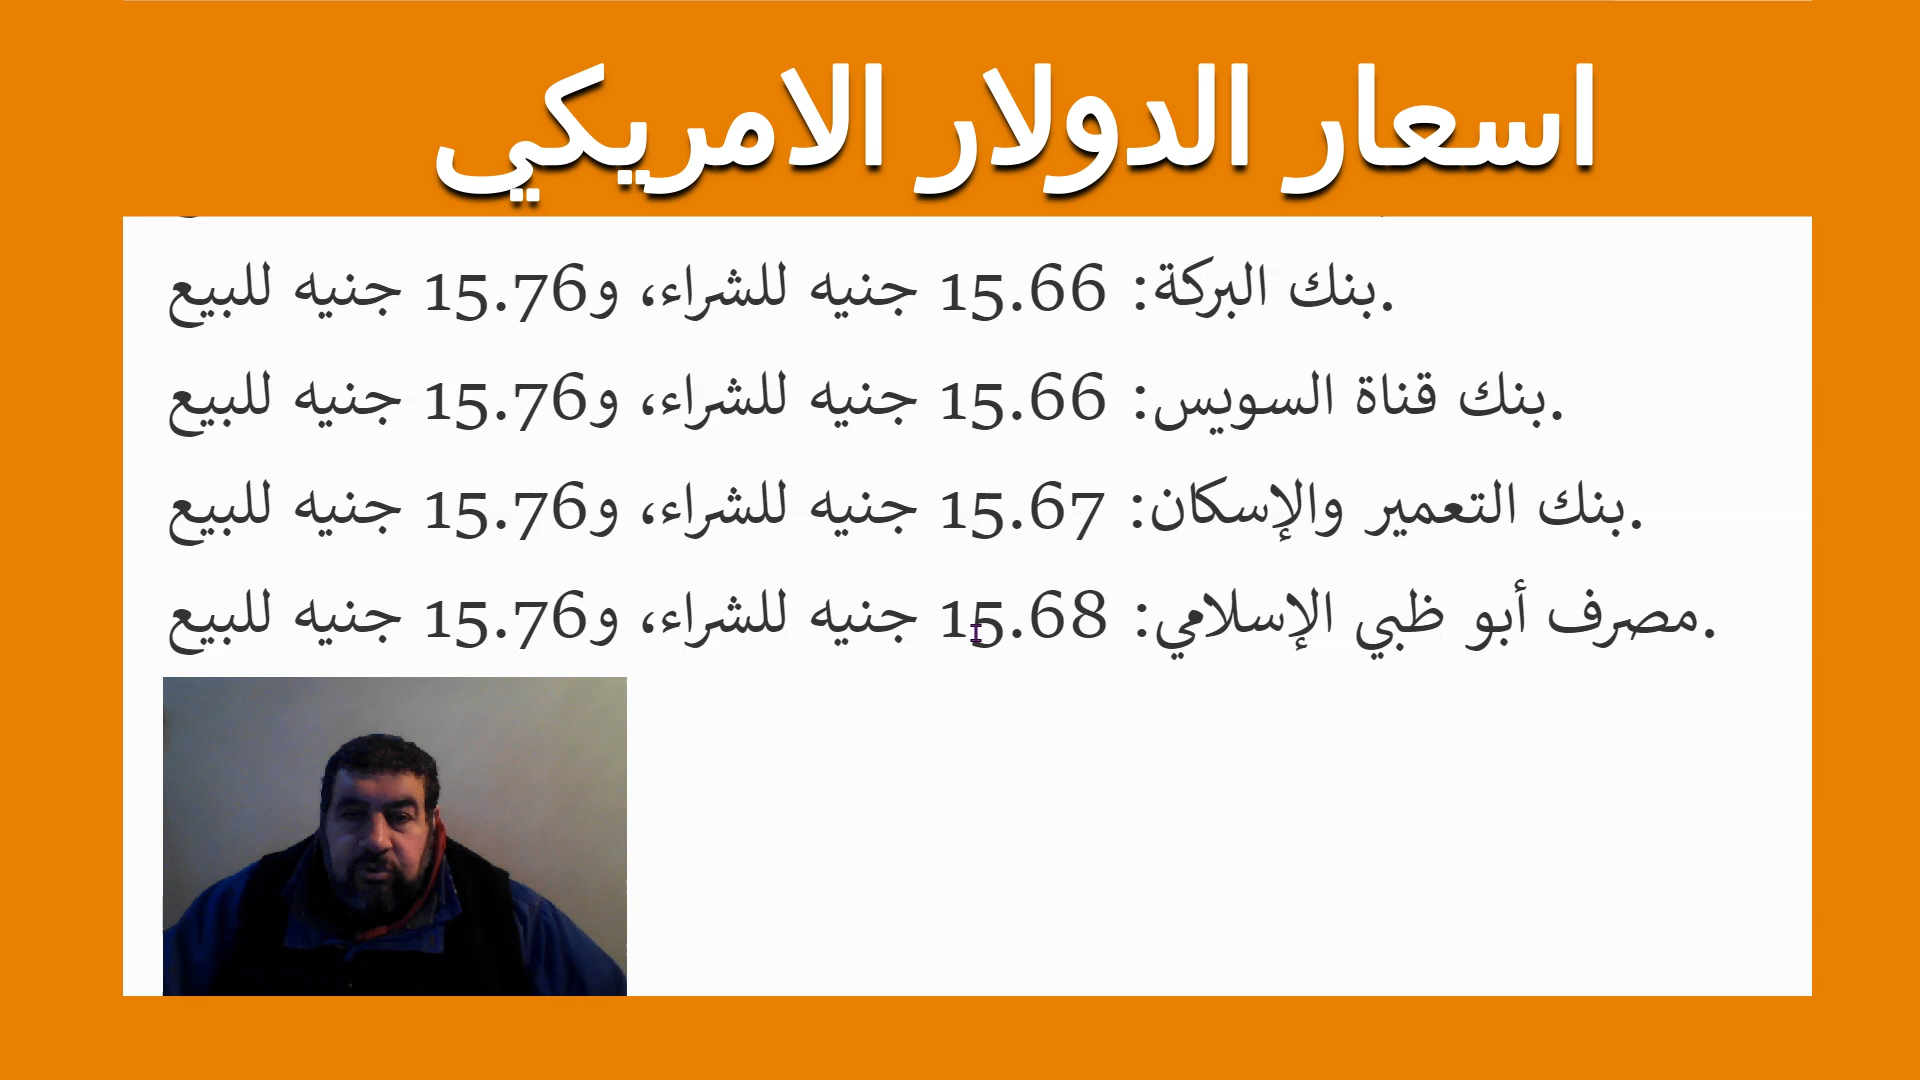 اسعار الدولار الامريكي
بنك البركة: 15.66 جنيه للشراء، و15.76 جنيه للبيع.
بنك قناة السويس: 15.66 جنيه للشراء، و15.76 جنيه للبيع.
بنك التعمير والإسكان: 15.67 جنيه للشراء، و15.76 جنيه للبيع.
مصرف أبو ظبي الإسلامي: 15.68 جنيه للشراء، و15.76 جنيه للبيع.